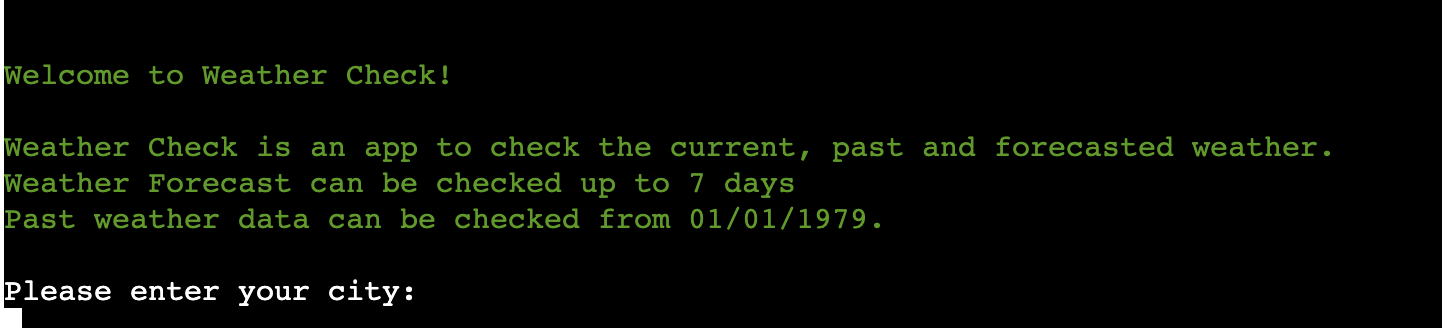 Welcome to Weather Check!
Weather Check is an app to check the current, past and forecasted weather.
Weather Forecast can be checked up to 7 days
Past weather data can be checked from 01/01/1979.
Please enter your city: